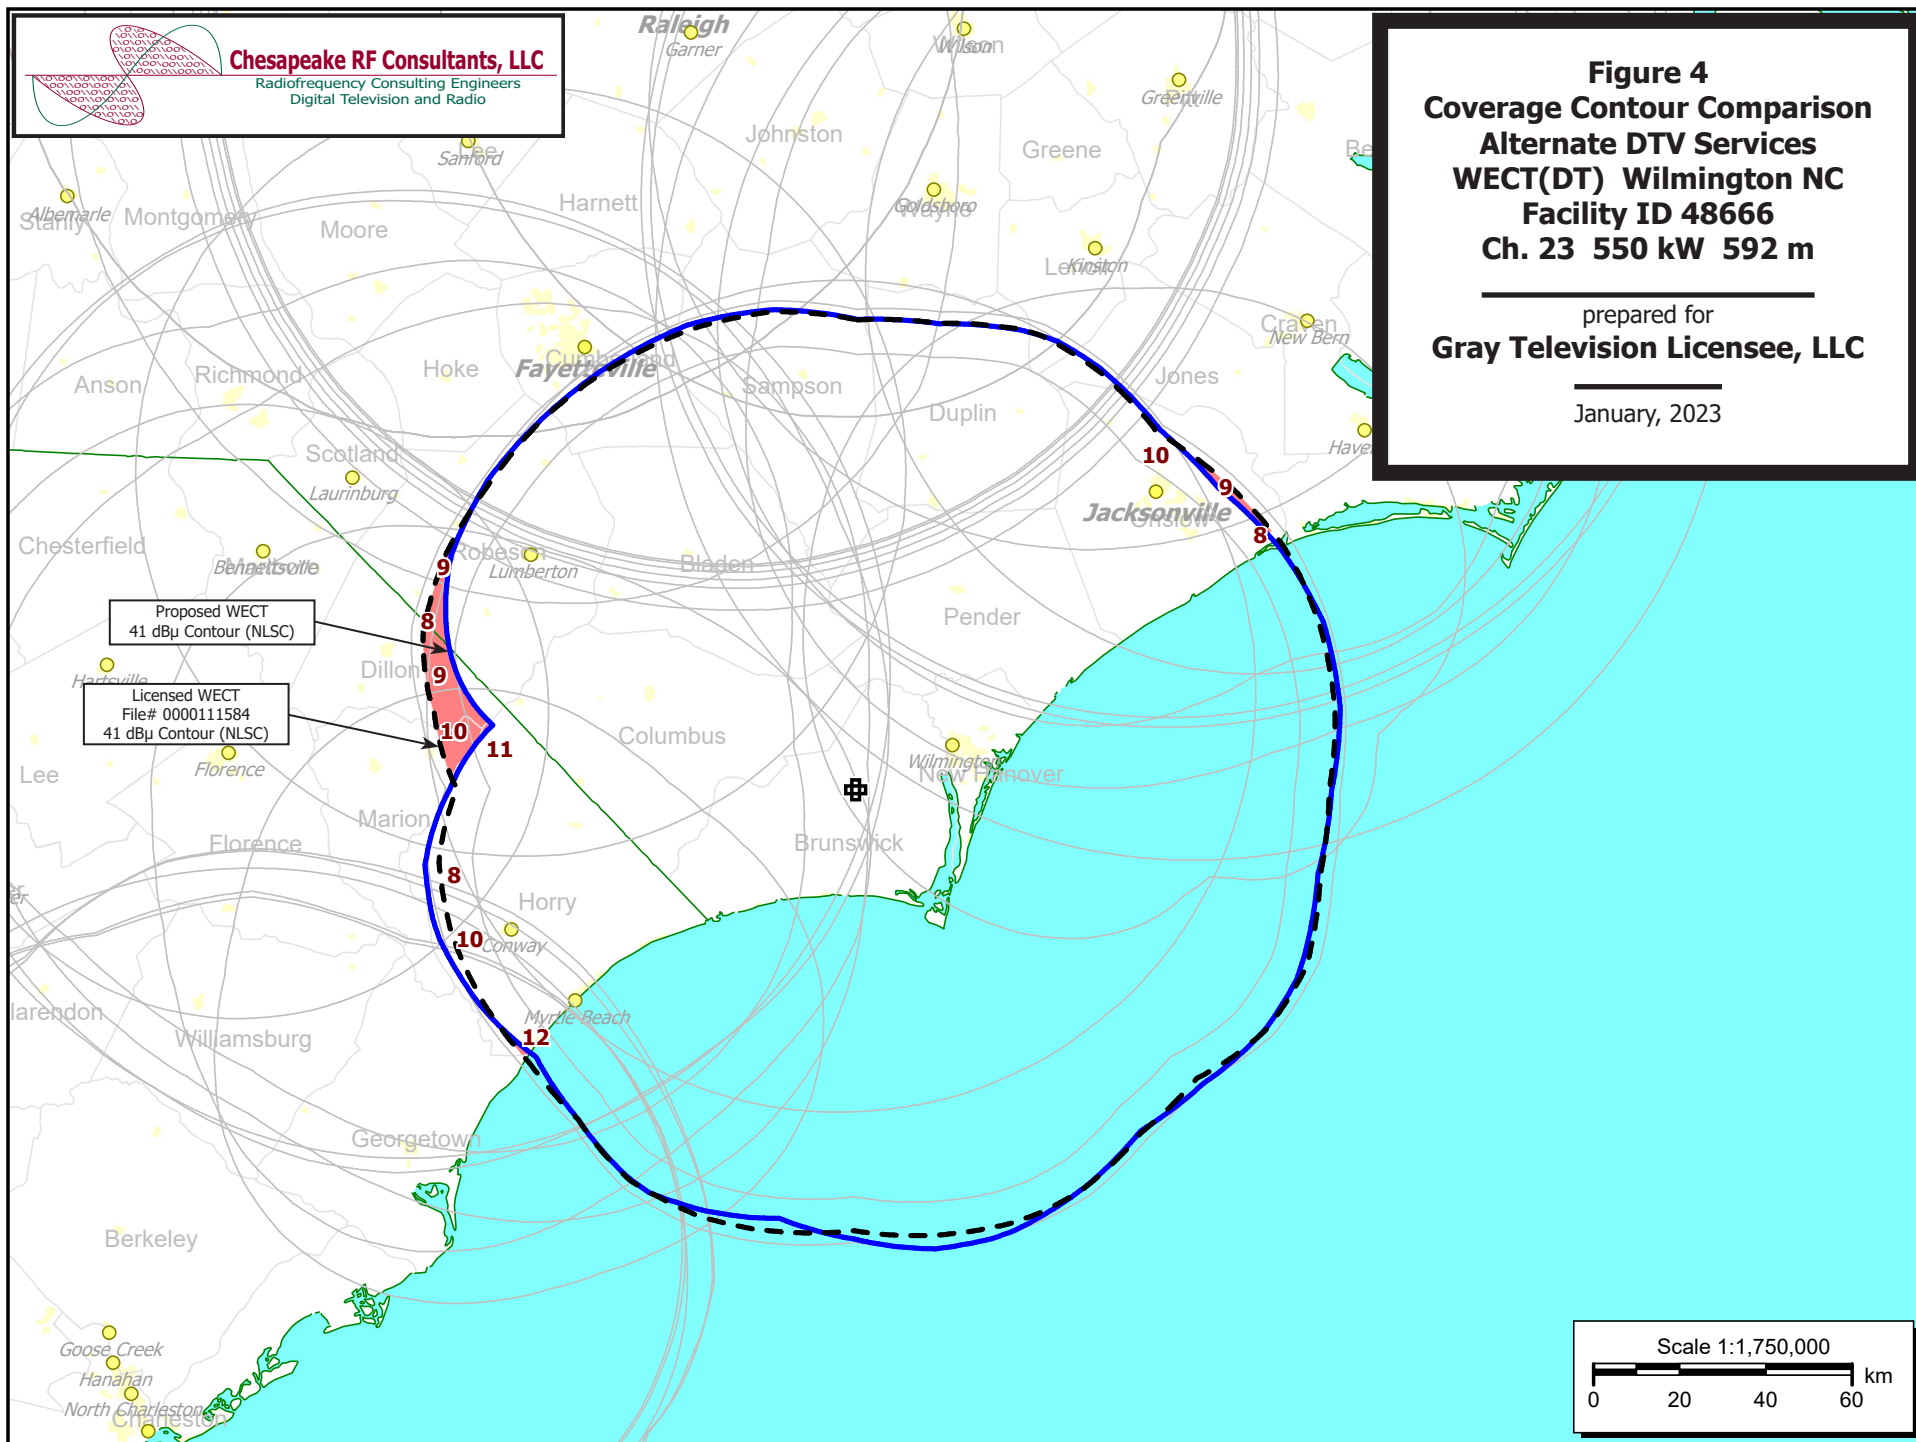 Chesapeake RF Consultants, LLC
Radiofrequency Consulting Engineers
Digital Television and Radio
Figure 4
Coverage Contour Comparison
Alternate DTV Services
WECT(DT) Wilmington NC
Facility ID 48666
Ch. 23 550 kW 592 m
prepared for
Gray Television Licensee, LLC
January, 2023
Raleigh
Garner
Wilson
Wilson
Greenville
Pitt
Johnston
Greene
Be
Lee
Sanford
Harnett
Goldsboro
Wayne
Albemarle
Stanly
Montgomery
Moore
Lenoir
Kinston
Craven
New Bern
Cumberland
Fayetteville
Hoke
Richmond
Anson
Sampson
Duplin
Jones
Have
Scotland
Laurinburg
10
9
8
Jacksonville
Onslow
Chesterfield
Bennettsville
Robeson
Lumberton
Bladen
9
Proposed WECT
41 dBµ Contour (NLSC)
8
Pender
Dillon
9
Hartsville
Licensed WECT
File# 0000111584
41 dBµ Contour (NLSC)
10
11
Columbus
Florence
Lee
Wilmington
New Hanover
Marion
Florence
Brunswick
8
er
Horry
10
Conway
larendon
Myrtle Beach
12
Williamsburg
Georgetown
Berkeley
Goose Creek
Hanahan
North Charleston
Charleston
Scale 1:1,750,000
km
0 20 40 60